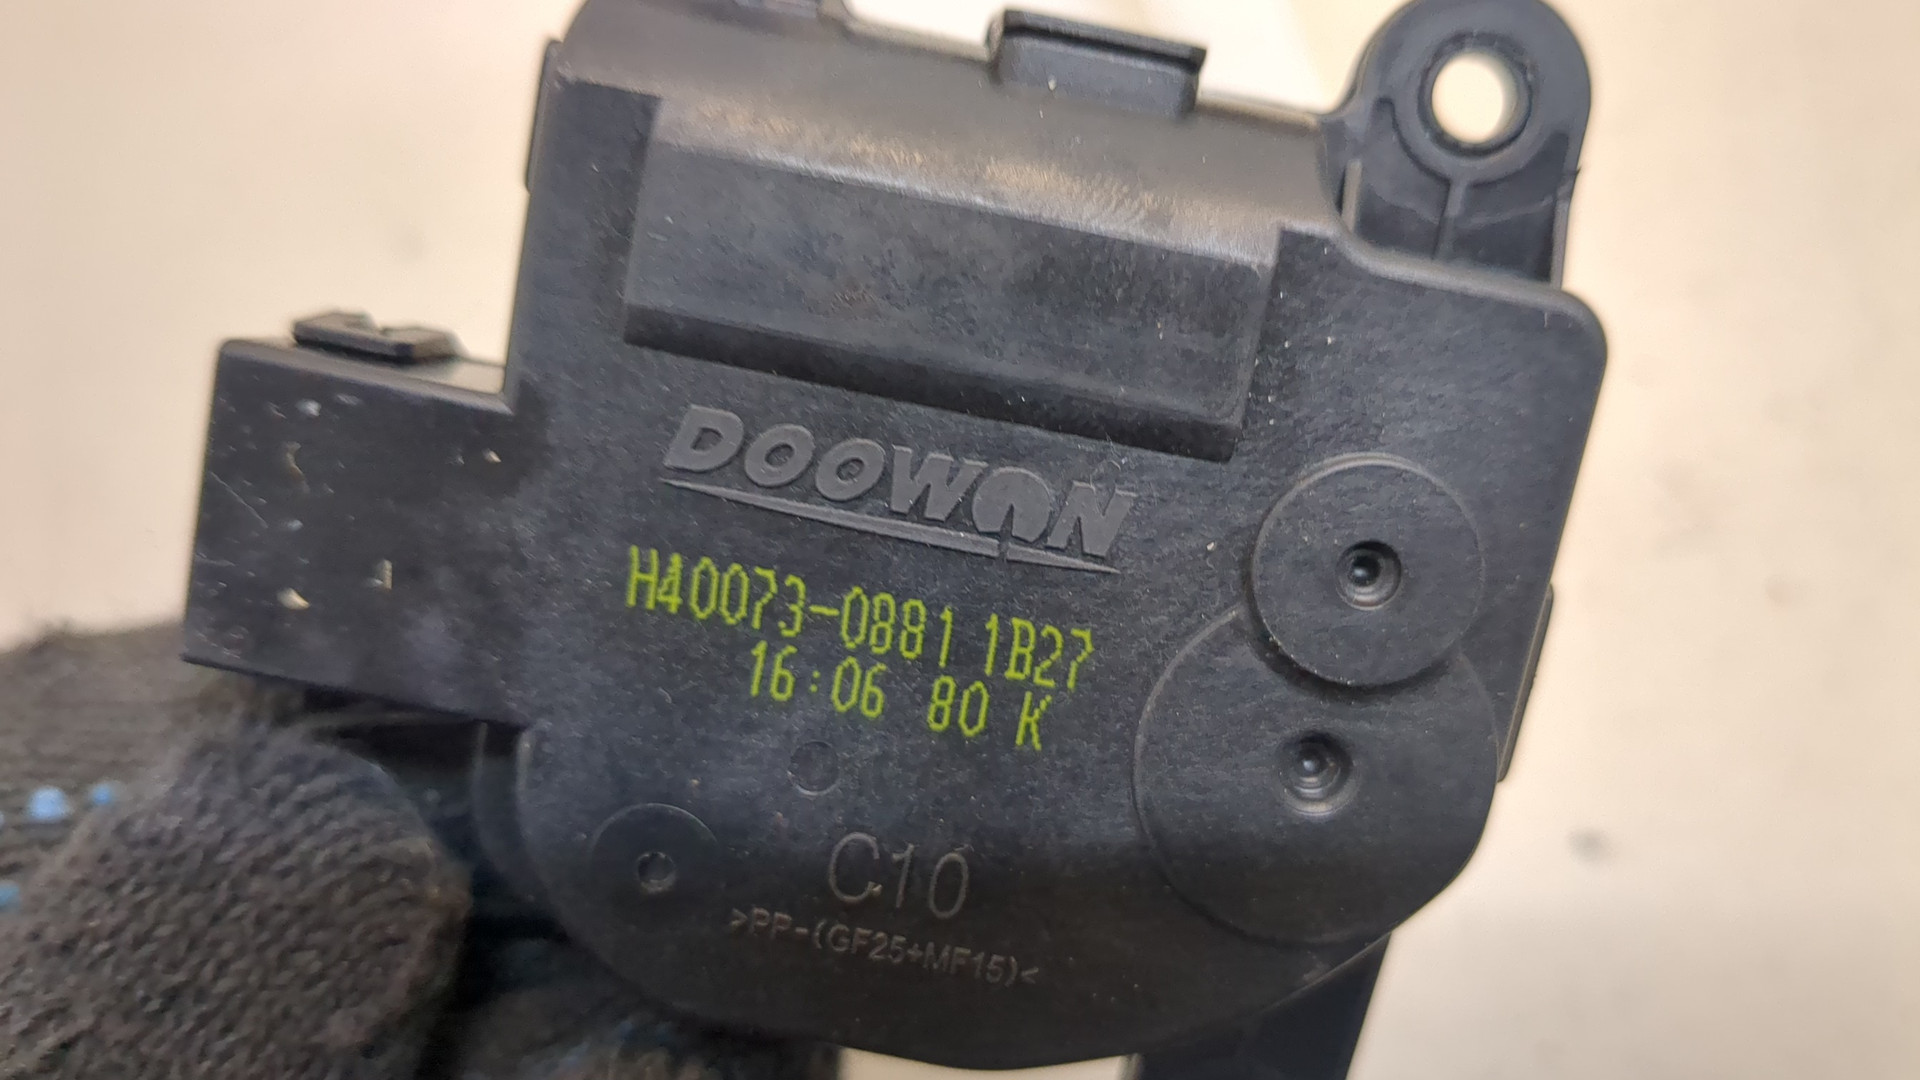 DOOWON
H40073-0881 1B27
16:06 80 K
C10
>PP-(GF25+MF15)<